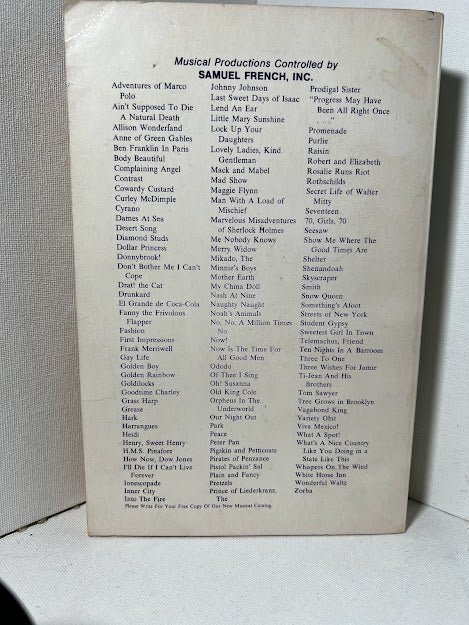 Musical Productions Controlled by
SAMUEL FRENCH, INC.
Adventures of Marco
Polo
Ain't Supposed To Die
A Natural Death
Allison Wonderland
Anne of Green Gables
Ben Franklin In Paris
Body Beautiful
Complaining Angel
Contrast
Cowardy Custard
Curley McDimple
Cyrano
Dames At Sea
Desert Song
Diamond Studs
Dollar Princess
Donnybrook!
Don't Bother Me I Can't
Cope
Drat! the Cat
Drunkard
El Grande de Coca-Cola
Fanny the Frivolous
Flapper
Fashion
First Impressions
Frank Merriwell
Gay Life
Golden Boy
Golden Rainbow
Goldilocks
Goodtime Charley
Grass Harp
Grease
Hark
Harrangues
Heidi
Henry, Sweet Henry
H.M.S. Pinafore
How Now, Dow Jones
I'll Die If I Can't Live
Forever
Ionescopade
Inner City
Into The Fire
Johnny Johnson
Last Sweet Days of Isaac
Lend An Ear
Little Mary Sunshine
Lock Up Your
Daughters
Lovely Ladies, Kind
Gentleman
Mack and Mabel
Mad Show
Maggie Flynn
Man With A Load of
Mischief
Marvelous Misadventures
of Sherlock Holmes
Me Nobody Knows
Merry Widow
Mikado, The
Minnie's Boys
Mother Earth
My China Doll
Nash At Nine
Naughty Naught
Noah's Animals
No, No, A Million Times
No
Now!
Now Is The Time For
All Good Men
Ododo
Of Thee I Sing
Oh! Susanna
Old King Cole
Orpheus In The
Underworld
Our Night Out
Park
Peace
Peter Pan
Pigikin and Petticoats
Pirates of Penzance
Pistol Packin' Sal
Plain and Fancy
Pretzels
Prince of Liederkranz,
The
Prodigal Sister
"Progress May Have
Been All Right Once
. . ."
Promenade
Purlie
Raisin
Robert and Elizabeth
Rosalie Runs Riot
Rothschilds
Secret Life of Walter
Mitty
Seventeen
70, Girls, 70
Seesaw
Show Me Where The
Good Times Are
Shelter
Shenandoah
Skyscraper
Smith
Snow Queen
Something's Afoot
Streets of New York
Student Gypsy
Sweetest Girl In Town
Telemachus, Friend
Ten Nights In A Barroom
Three To One
Three Wishes For Jamie
Ti-Jean And His
Brothers
Tom Sawyer
Tree Grows in Brooklyn
Vagabond King
Variety Obit
Viva Mexico!
What A Spot!
What's A Nice Country
Like You Doing in a
State Like This
Whispers On The Wind
White Horse Inn
Wonderful Waltz
Zorba
Please Write For Your Free Copy Of Our New Musical Catalog.